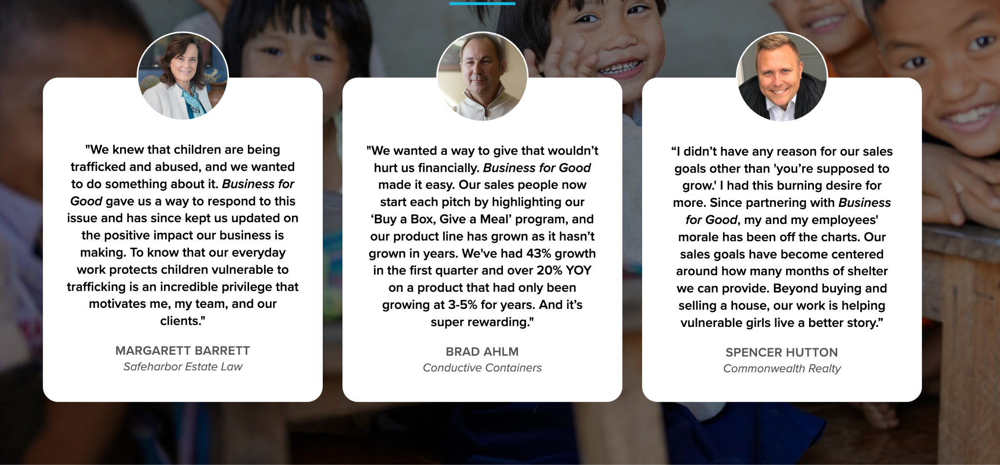 "We knew that children are being
trafficked and abused, and we wanted
to do something about it. Business for
Good gave us a way to respond to this
issue and has since kept us updated on
the positive impact our business is
making. To know that our everyday
work protects children vulnerable to
trafficking is an incredible privilege that
motivates me, my team, and our
clients."
MARGARETT BARRETT
Safeharbor Estate Law
"We wanted a way to give that wouldn’t
hurt us financially. Business for Good
made it easy. Our sales people now
start each pitch by highlighting our
‘Buy a Box, Give a Meal’ program, and
our product line has grown as it hasn’t
grown in years. We've had 43% growth
in the first quarter and over 20% YOY
on a product that had only been
growing at 3-5% for years. And it’s
super rewarding."
BRAD AHLM
Conductive Containers
“I didn’t have any reason for our sales
goals other than 'you’re supposed to
grow.' I had this burning desire for
more. Since partnering with Business
for Good, my and my employees'
morale has been off the charts. Our
sales goals have become centered
around how many months of shelter
we can provide. Beyond buying and
selling a house, our work is helping
vulnerable girls live a better story.”
SPENCER HUTTON
Commonwealth Realty